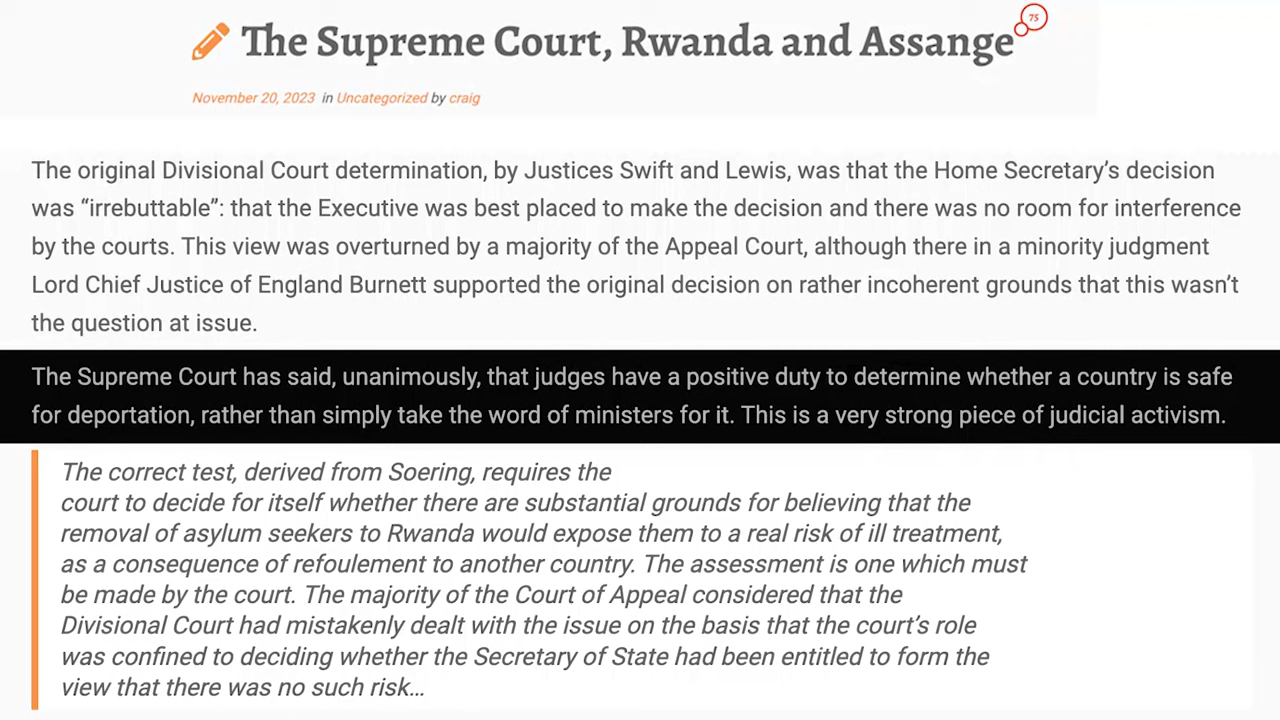 The Supreme Court, Rwanda and Assange
75
November 20, 2023 in Uncategorized by craig
The original Divisional Court determination, by Justices Swift and Lewis, was that the Home Secretary’s decision
was “irrebuttable”: that the Executive was best placed to make the decision and there was no room for interference
by the courts. This view was overturned by a majority of the Appeal Court, although there in a minority judgment
Lord Chief Justice of England Burnett supported the original decision on rather incoherent grounds that this wasn’t
the question at issue.
The Supreme Court has said, unanimously, that judges have a positive duty to determine whether a country is safe
for deportation, rather than simply take the word of ministers for it. This is a very strong piece of judicial activism.
The correct test, derived from Soering, requires the
court to decide for itself whether there are substantial grounds for believing that the
removal of asylum seekers to Rwanda would expose them to a real risk of ill treatment,
as a consequence of refoulement to another country. The assessment is one which must
be made by the court. The majority of the Court of Appeal considered that the
Divisional Court had mistakenly dealt with the issue on the basis that the court’s role
was confined to deciding whether the Secretary of State had been entitled to form the
view that there was no such risk…